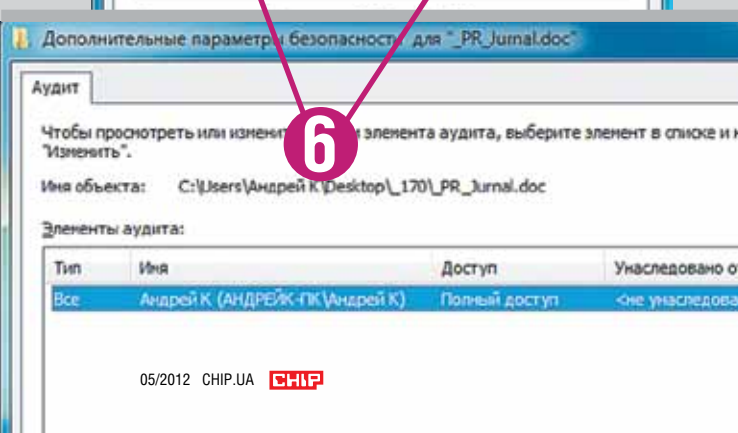 Дополнительные параметры безопасности для "_PR_Jurnal.doc"
Аудит
Чтобы просмотреть или элемента аудита, выберите элемент в списке и
"Изменить".
6
Имя объекта: C:\Users\Андрей К\Desktop\_170\_PR_Jurnal.doc
Элементы аудита:
Тип Имя Доступ Унаследовано
Все Андрей К (АНДРЕЙК-ПК\Андрей К) Полный доступ <не
05/2012 CHIP.UA CHIP